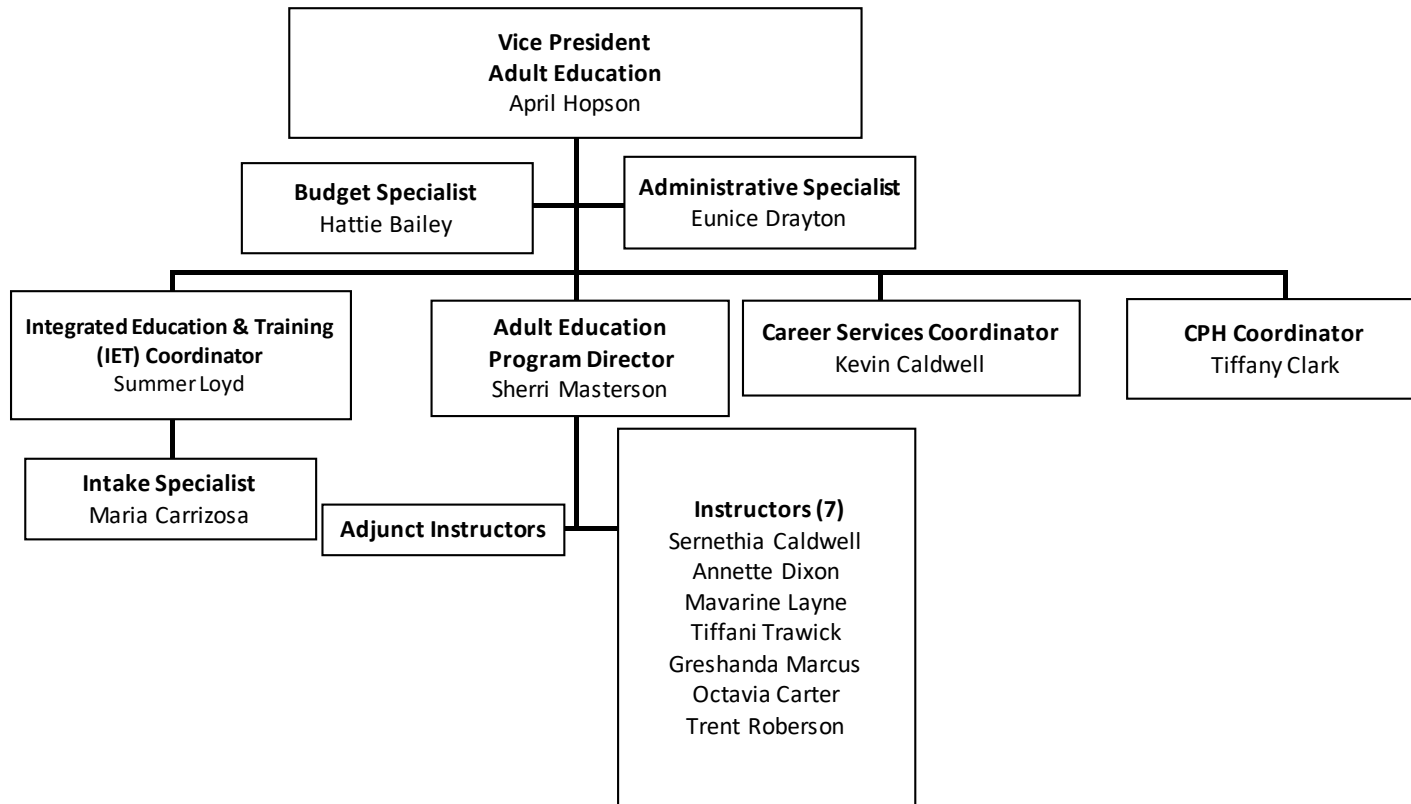 Vice President
Adult Education
April Hopson
Budget Specialist
Hattie Bailey
Administrative Specialist
Eunice Drayton
Integrated Education & Training
(IET) Coordinator
Summer Loyd
Adult Education
Program Director
Sherri Masterson
Career Services Coordinator
Kevin Caldwell
CPH Coordinator
Tiffany Clark
Intake Specialist
Maria Carrizosa
Adjunct Instructors
Instructors (7)
Sernethia Caldwell
Annette Dixon
Mavarine Layne
Tiffani Trawick
Greshanda Marcus
Octavia Carter
Trent Roberson